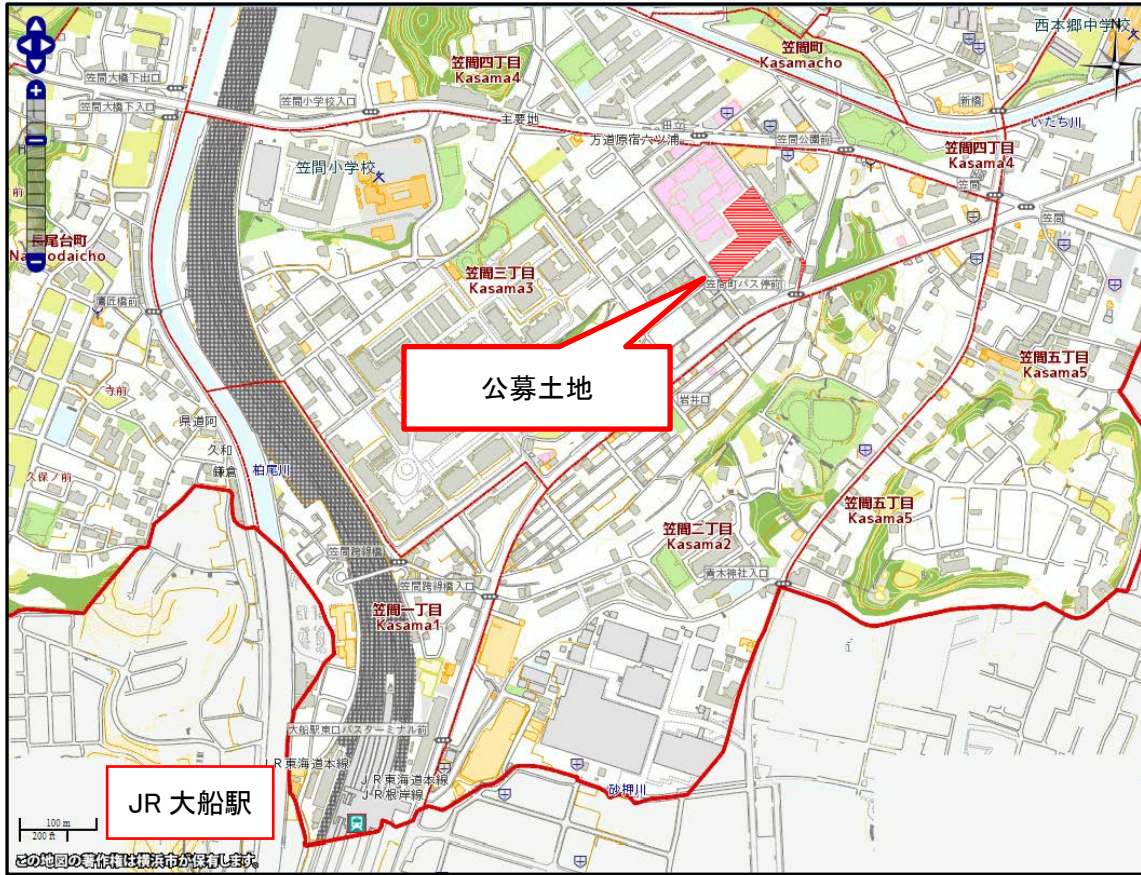 西本郷中学校
笠間町
Kasamacho
笠間四丁目
Kasama4
笠間大橋下出口
笠間大橋下入口
笠間小学校入口
新橋
主要地
方道原宿六ツ浦
笠間公園前
いたち川
笠間四丁目
Kasama4
笠間小学校
笠間
笠間
長尾台町
鷹匠橋前
笠間三丁目
Kasama3
笠間町バス停前
公募土地
笠間五丁目
Kasama5
寺前
岩井口
県道阿
久和
鎌倉
柏尾川
久保ノ前
笠間五丁目
Kasama5
笠間二丁目
Kasama2
笠間跨線橋
笠間跨線橋入口
青木神社入口
笠間一丁目
Kasama1
大船駅東口バスターミナル前
JR東海道本線
JR東海道本線
JR根岸線
砂押川
JR 大船駅
100 m
200 ft
この地図の著作権は横浜市が保有します。